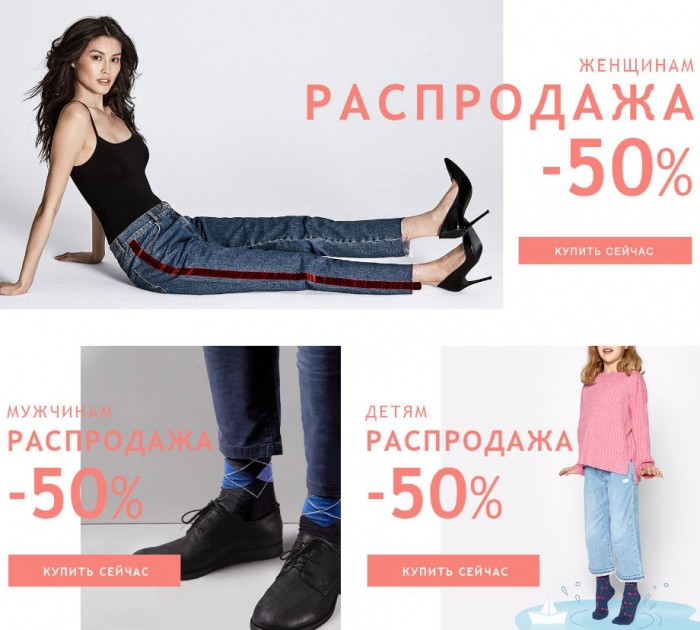 ЖЕНЩИНАМ
РАСПРОДАЖА
-50%
КУПИТЬ СЕЙЧАС
МУЖЧИНАМ
РАСПРОДАЖА
-50%
КУПИТЬ СЕЙЧАС
ДЕТЯМ
РАСПРОДАЖА
-50%
КУПИТЬ СЕЙЧАС